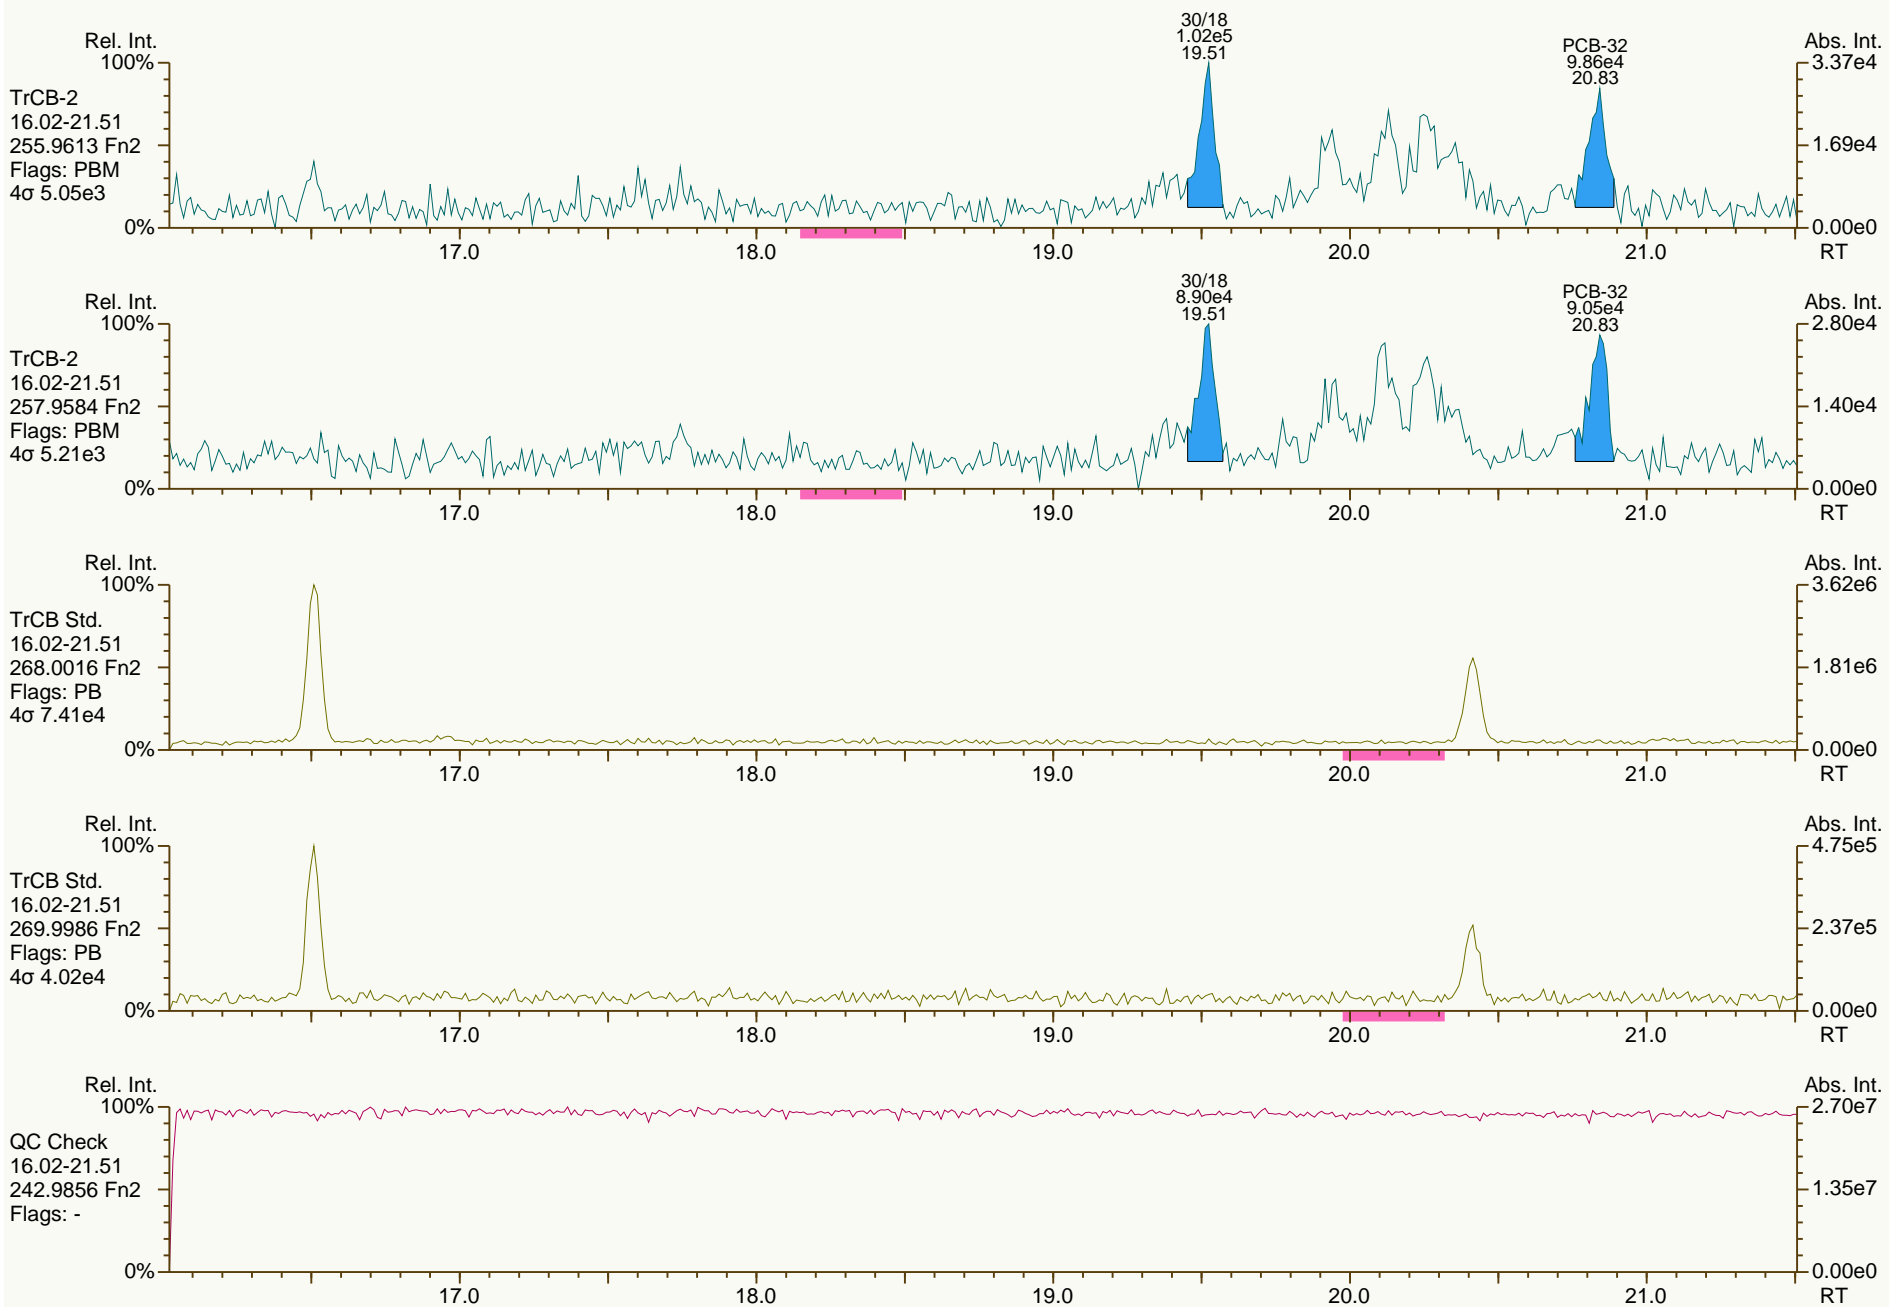 30/18
1.02e5
19.51
PCB-32
9.86e4
20.83
Rel. Int.
Abs. Int.
100%
3.37e4
TrCB-2
16.02-21.51
255.9613 Fn2
Flags: PBM
4σ 5.05e3
1.69e4
0%
0.00e0
17.0 18.0 19.0 20.0 21.0 RT
30/18
8.90e4
19.51
PCB-32
9.05e4
20.83
Rel. Int.
Abs. Int.
100%
2.80e4
TrCB-2
16.02-21.51
257.9584 Fn2
Flags: PBM
4σ 5.21e3
1.40e4
0%
0.00e0
17.0 18.0 19.0 20.0 21.0 RT
Rel. Int.
Abs. Int.
100%
3.62e6
TrCB Std.
16.02-21.51
268.0016 Fn2
Flags: PB
4σ 7.41e4
1.81e6
0%
0.00e0
17.0 18.0 19.0 20.0 21.0 RT
Rel. Int.
Abs. Int.
100%
4.75e5
TrCB Std.
16.02-21.51
269.9986 Fn2
Flags: PB
4σ 4.02e4
2.37e5
0%
0.00e0
17.0 18.0 19.0 20.0 21.0 RT
Rel. Int.
Abs. Int.
100%
2.70e7
QC Check
16.02-21.51
242.9856 Fn2
Flags: -
1.35e7
0%
0.00e0
17.0 18.0 19.0 20.0 21.0 RT